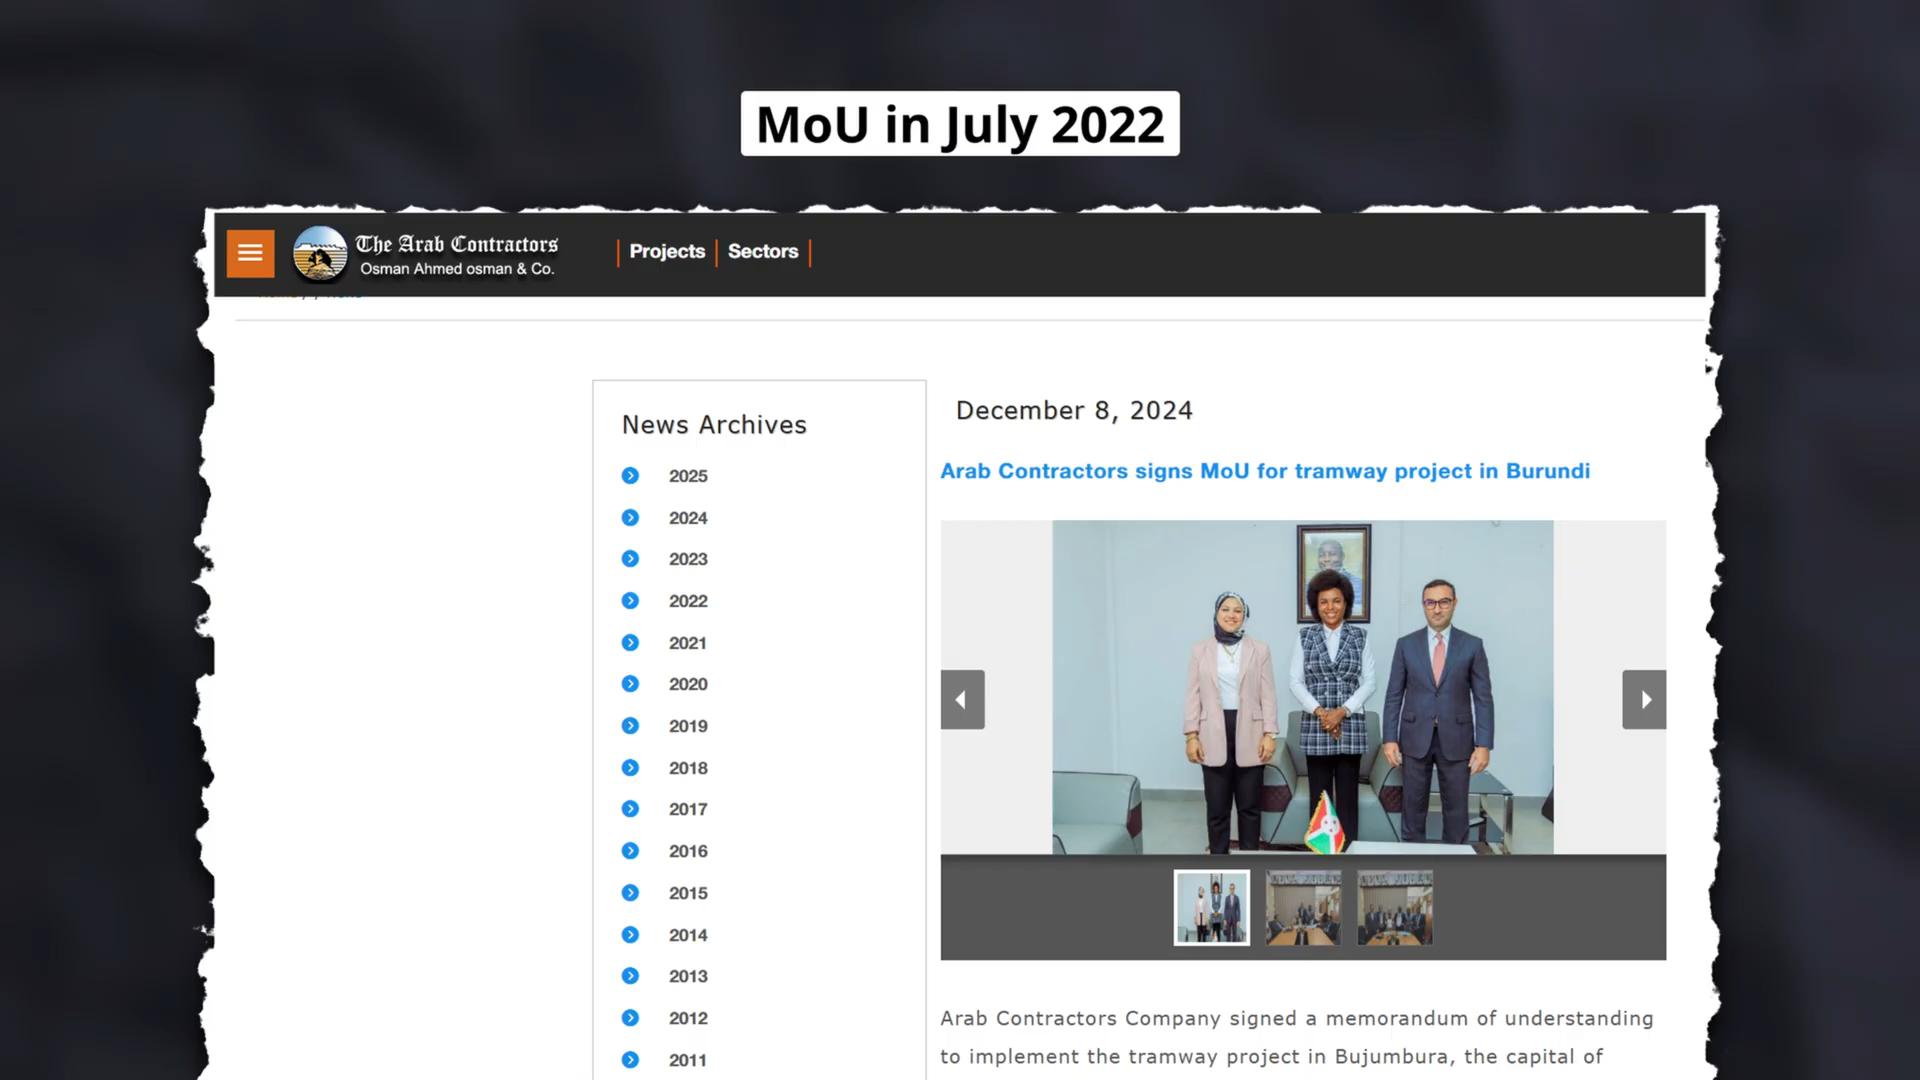 MoU in July 2022
The Arab Contractors
Osman Ahmed osman & Co.
Projects
Sectors
News Archives
2025
2024
2023
2022
2021
2020
2019
2018
2017
2016
2015
2014
2013
2012
2011
December 8, 2024
Arab Contractors signs MoU for tramway project in Burundi
Arab Contractors Company signed a memorandum of understanding
to implement the tramway project in Bujumbura, the capital of